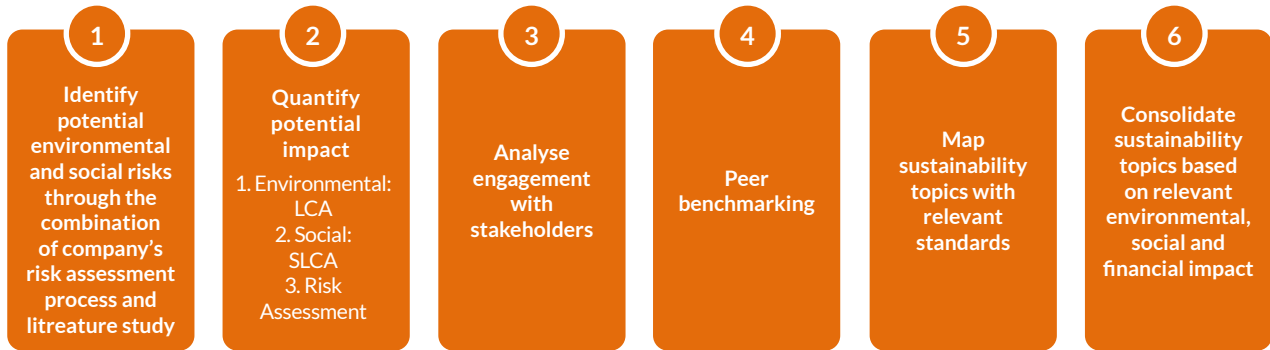 1
Identify
potential
environmental
and social risks
through the
combination
of company's
risk assessment
process and
litreature study
2
Quantify
potential
impact
1. Environmental:
LCA
2. Social:
SLCA
3. Risk
Assessment
3
Analyse
engagement
with
stakeholders
4
Peer
benchmarking
5
Map
sustainability
topics with
relevant
standards
6
Consolidate
sustainability
topics based
on relevant
environmental,
social and
financial impact